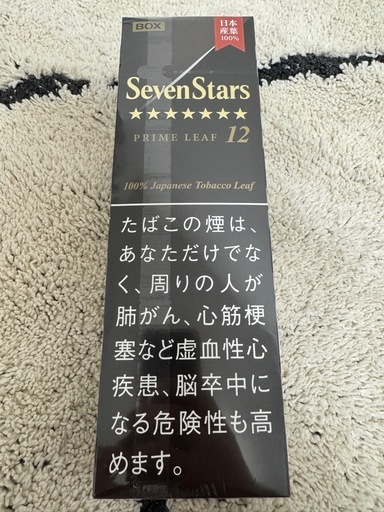 BOX
日本
産葉
100%
SevenStars
★★★★★★★
PRIME LEAF 12
100% Japanese Tobacco Leaf
たばこの煙は、
あなただけでな
く、周りの人が
肺がん、心筋梗
塞など虚血性心
疾患、脳卒中に
なる危険性も高
めます。